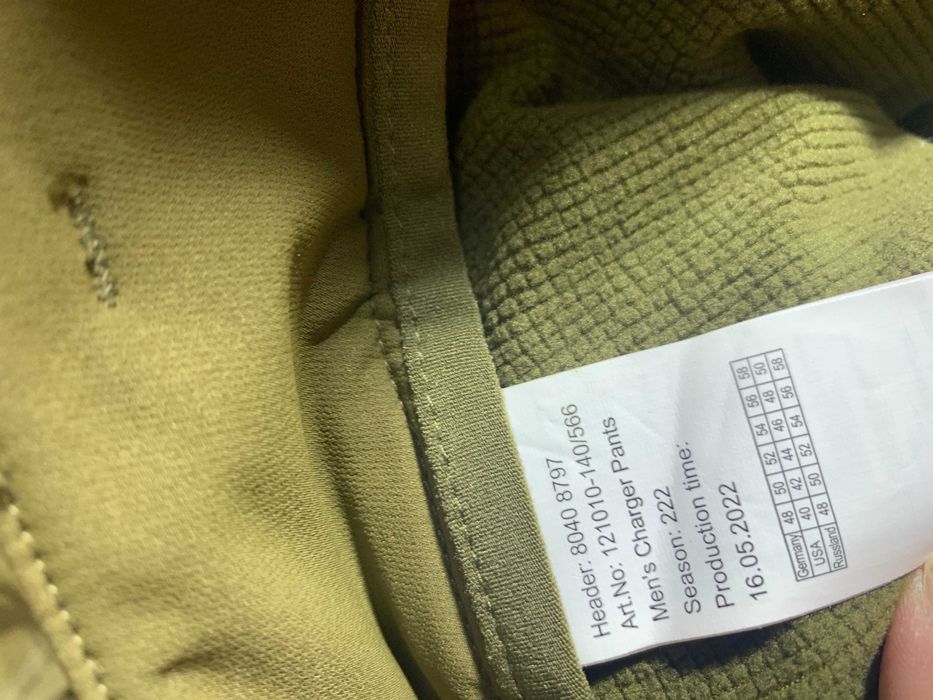 Header: 8040 8797
Art.No: 121010-140/566
Men's Charger Pants
Season: 222
Production time:
16.05.2022
Germany 48 50 52 54 56 58
USA 40 42 44 46 48 50
Russland 48 50 52 54 56 58